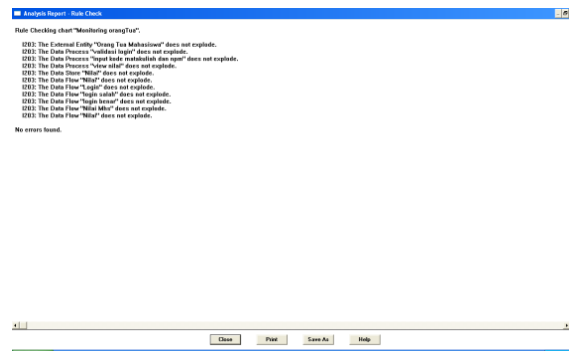 Analysis Report - Rule Check
Rule Checking chart "Monitoring orangTua".
I203: The External Entity "Orang Tua Mahasiswa" does not explode.
I203: The Data Process "validasi login" does not explode.
I203: The Data Process "input kode matakuliah dan npm" does not explode.
I203: The Data Process "view nilai" does not explode.
I203: The Data Store "Nilai" does not explode.
I203: The Data Flow "Nilai" does not explode.
I203: The Data Flow "Login" does not explode.
I203: The Data Flow "login salah" does not explode.
I203: The Data Flow "login benar" does not explode.
I203: The Data Flow "Nilai Mhs" does not explode.
I203: The Data Flow "Nilai" does not explode.
No errors found.
Close Print Save As Help